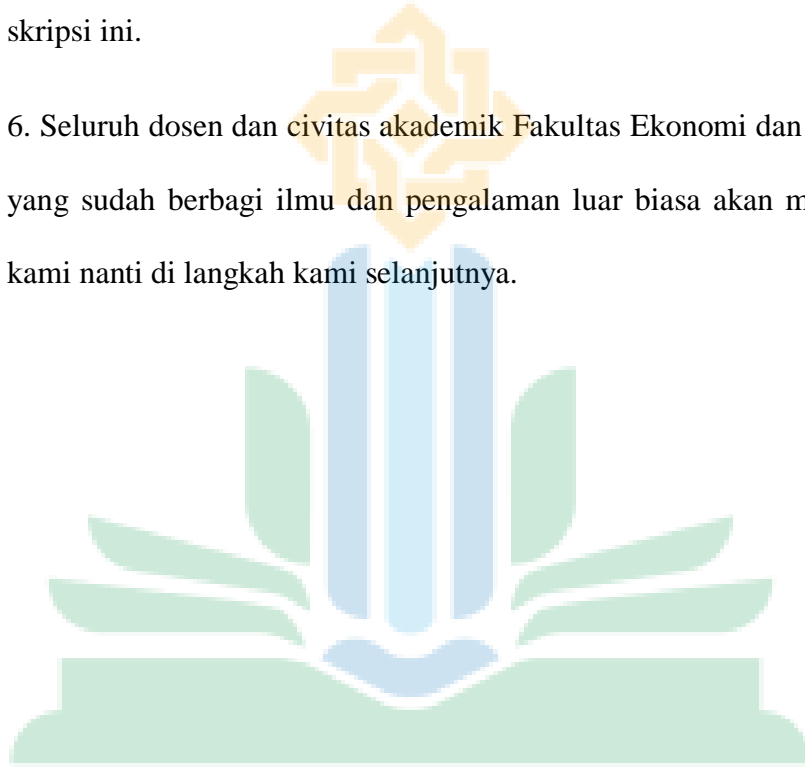 skripsi ini.
6. Seluruh dosen dan civitas akademik Fakultas Ekonomi dan
yang sudah berbagi ilmu dan pengalaman luar biasa akan m
kami nanti di langkah kami selanjutnya.